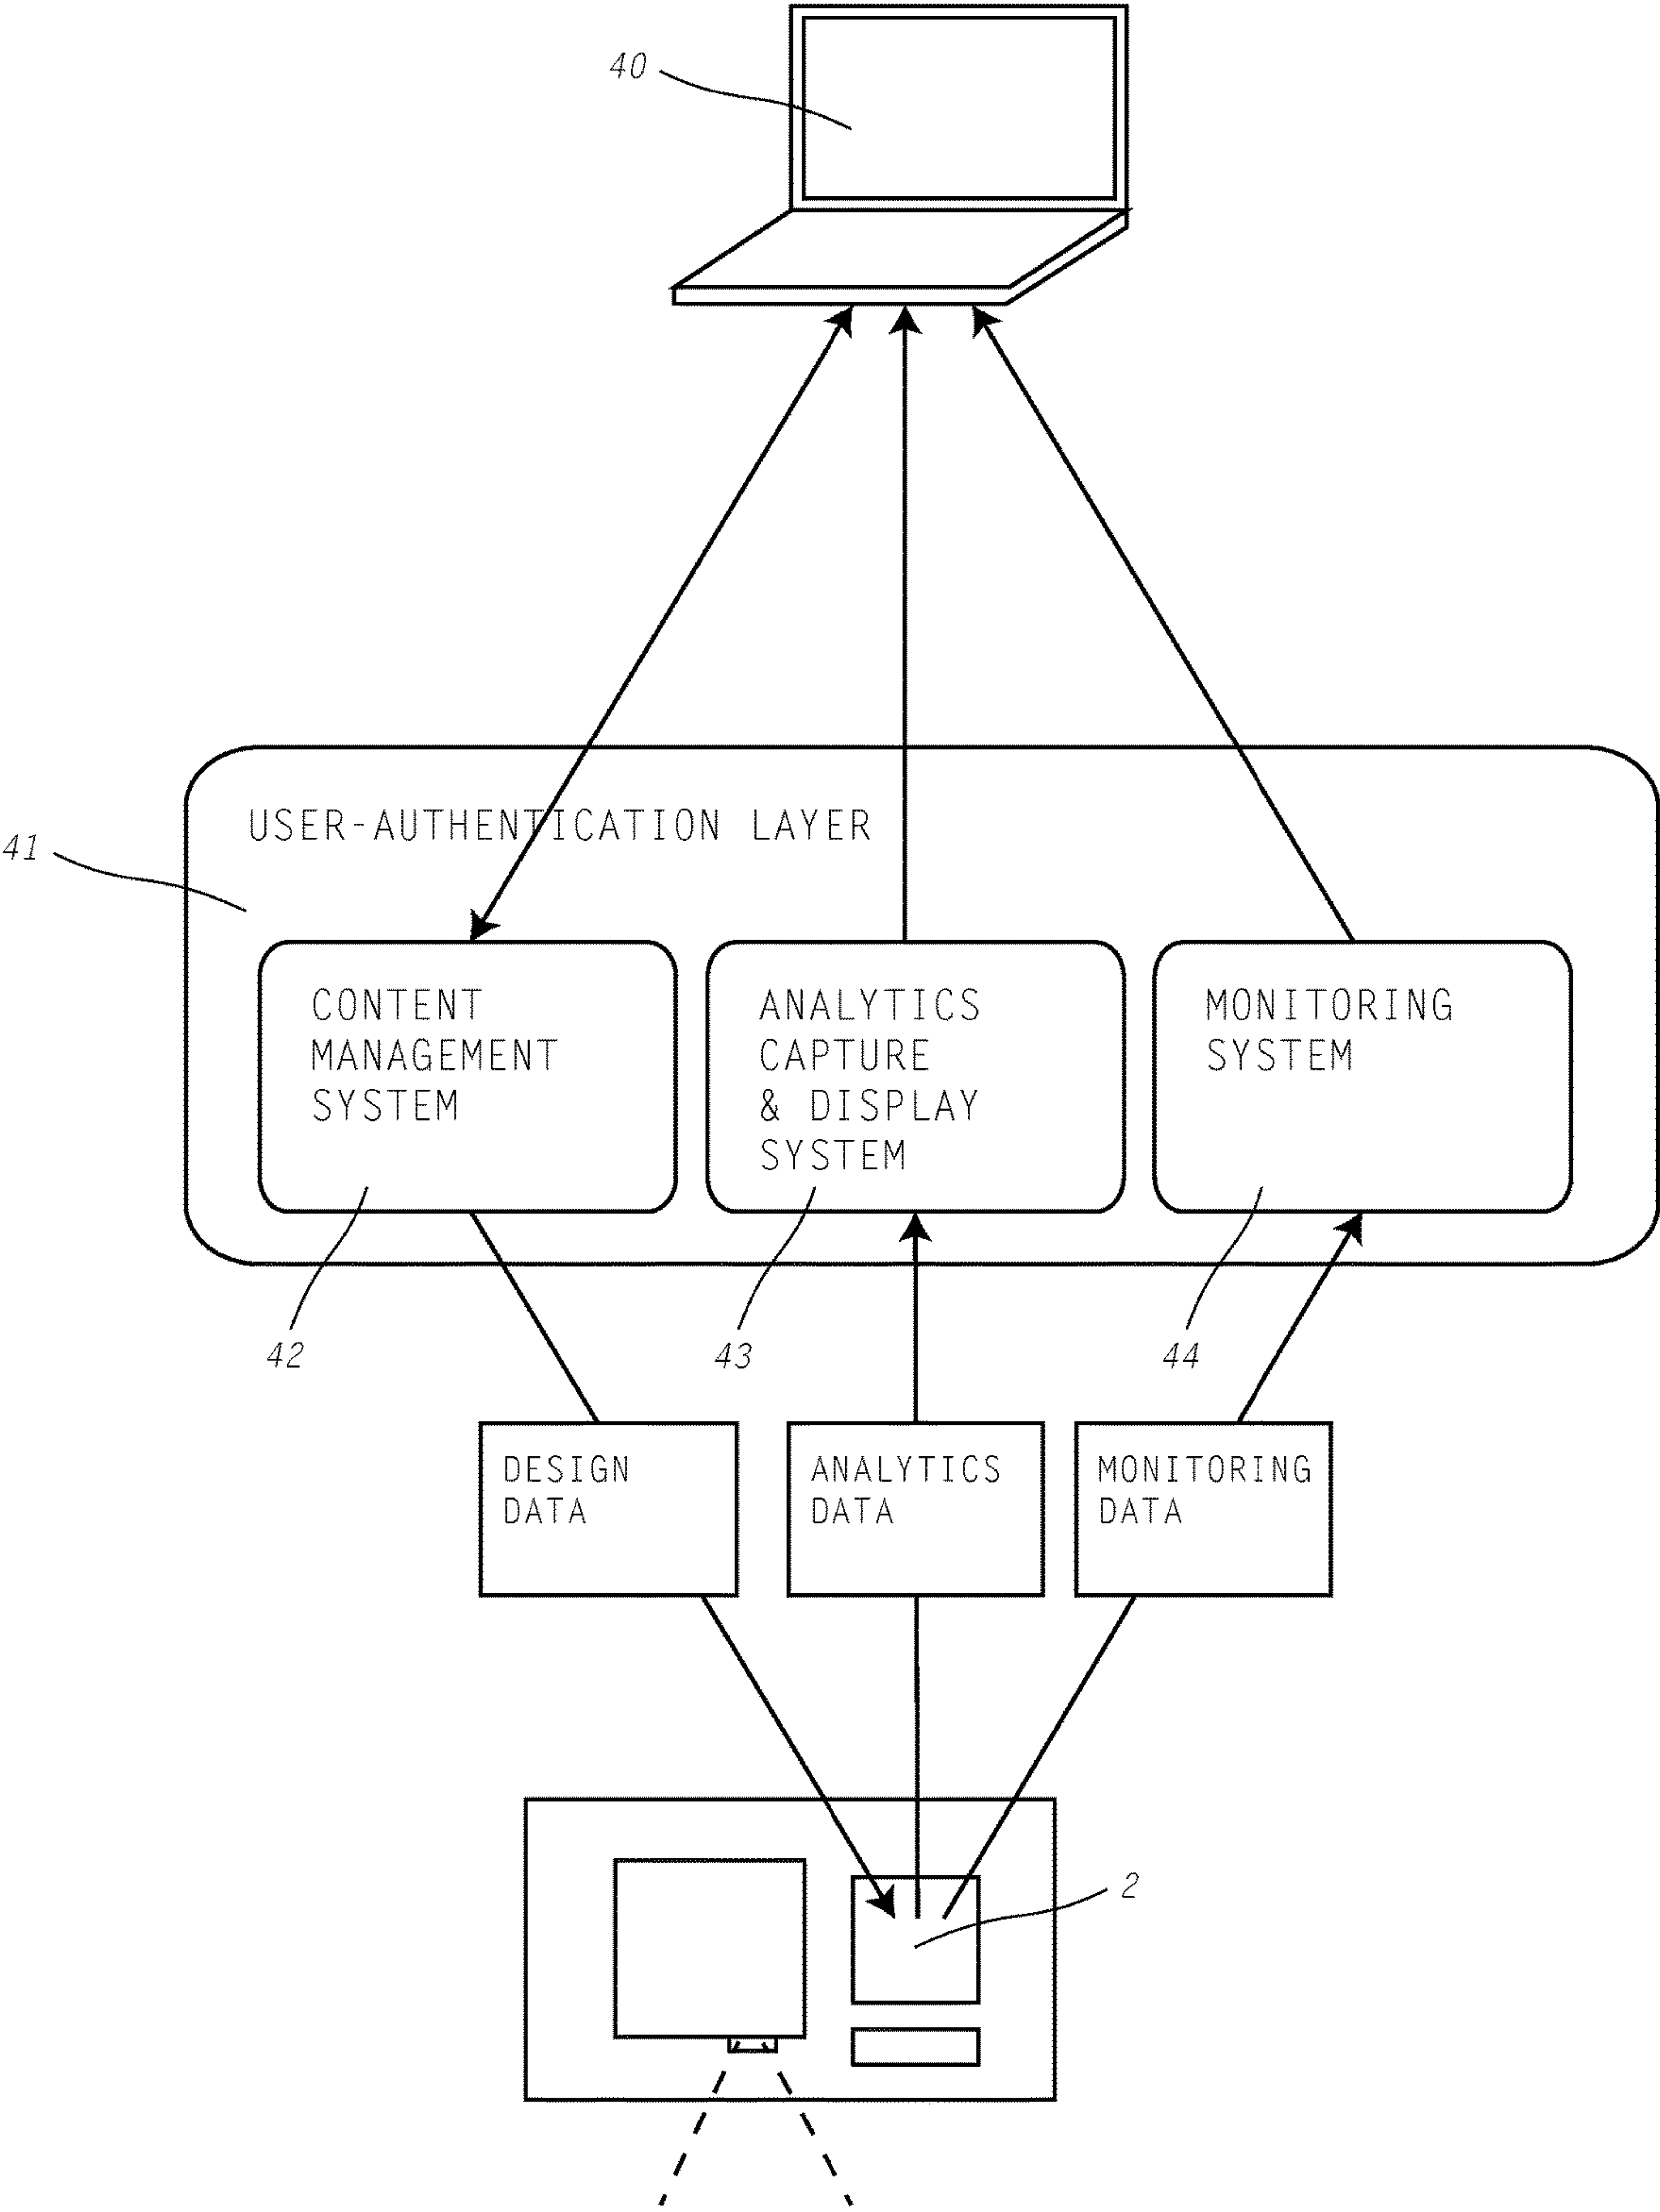 40
USER-AUTHENTICATION LAYER
41
CONTENT
MANAGEMENT
SYSTEM
ANALYTICS
CAPTURE
& DISPLAY
SYSTEM
MONITORING
SYSTEM
42
43
44
DESIGN
DATA
ANALYTICS
DATA
MONITORING
DATA
2